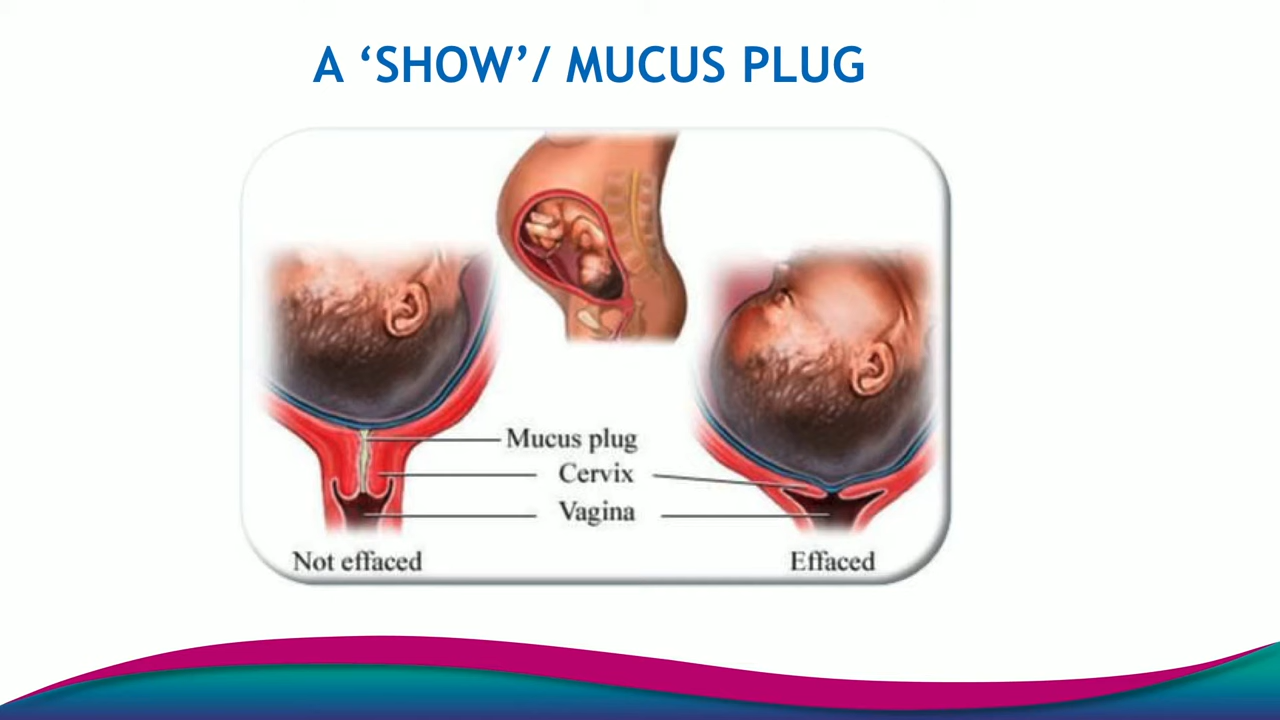 A ‘SHOW’/ MUCUS PLUG
Mucus plug
Cervix
Vagina
Not effaced
Effaced